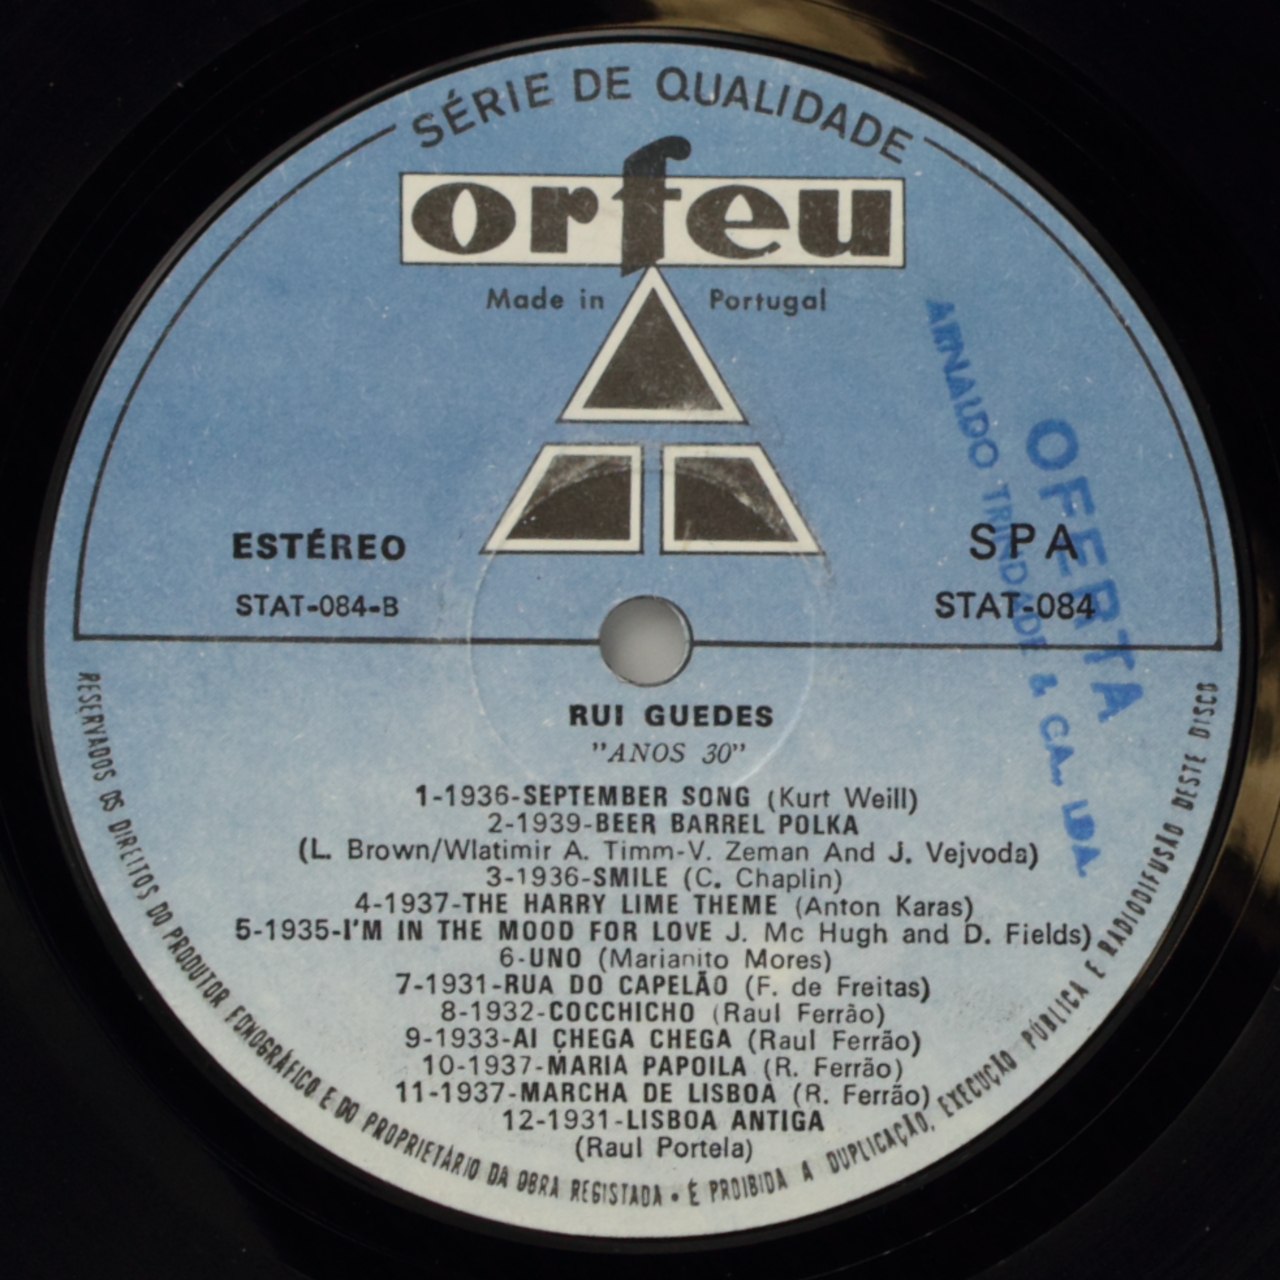 SÉRIE DE QUALIDADE
orfeu
Made in Portugal
ESTÉREO
STAT-084-B
SPA
STAT-084
OFERTA
ARNALDO TRINDADE & CA., LDA.
RUI GUEDES
"ANOS 30"
1-1936-SEPTEMBER SONG (Kurt Weill)
2-1939-BEER BARREL POLKA
(L. Brown/Wlatimir A. Timm-V. Zeman And J. Vejvoda)
3-1936-SMILE (C. Chaplin)
4-1937-THE HARRY LIME THEME (Anton Karas)
5-1935-I'M IN THE MOOD FOR LOVE J. Mc Hugh and D. Fields)
6-UNO (Marianito Mores)
7-1931-RUA DO CAPELÃO (F. de Freitas)
8-1932-COCCHICHO (Raul Ferrão)
9-1933-AI CHEGA CHEGA (Raul Ferrão)
10-1937-MARIA PAPOILA (R. Ferrão)
11-1937-MARCHA DE LISBOA (R. Ferrão)
12-1931-LISBOA ANTIGA
(Raul Portela)
RESERVADOS OS DIREITOS DO PRODUTOR FONOGRÁFICO E DO PROPRIETÁRIO DA OBRA REGISTADA • É PROIBIDA A DUPLICAÇÃO, EXECUÇÃO PÚBLICA E RADIODIFUSÃO DESTE DISCO